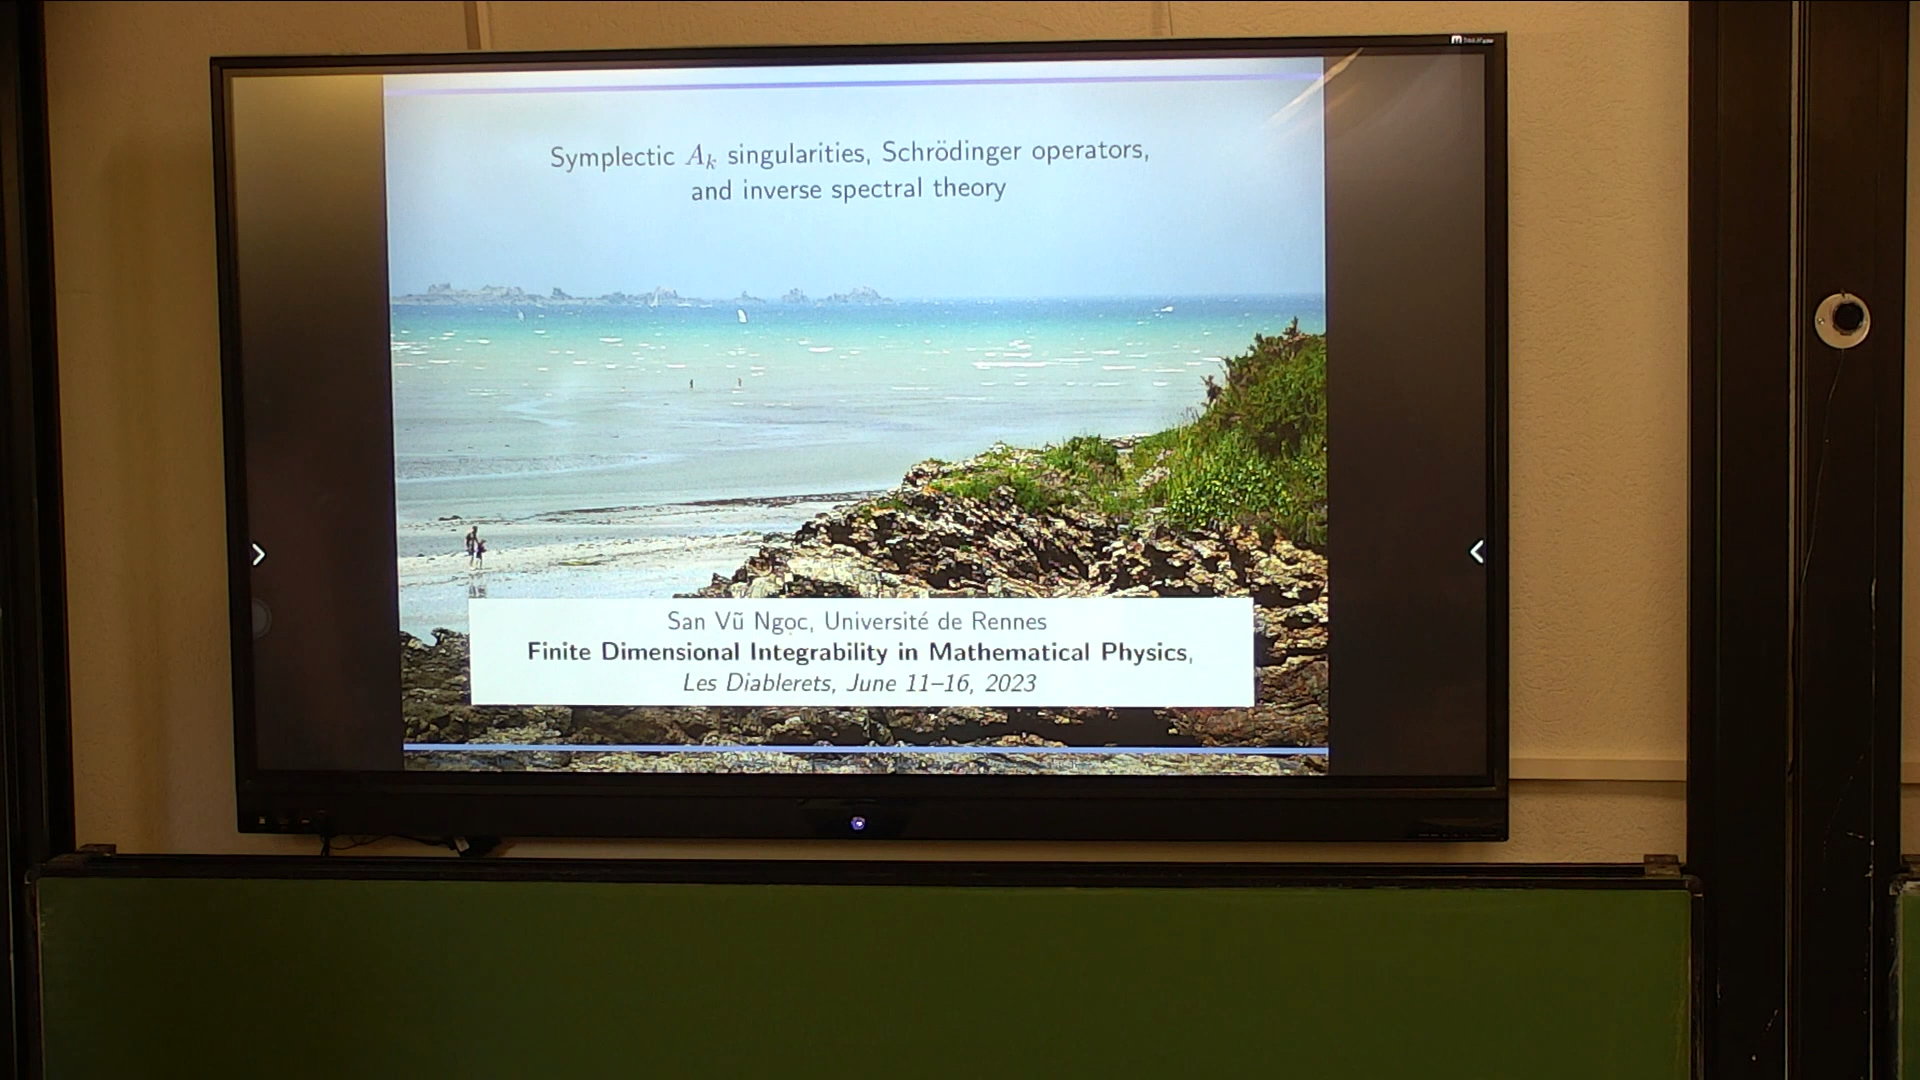 Symplectic Aₖ singularities, Schrödinger operators,
and inverse spectral theory
San Vũ Ngọc, Université de Rennes
Finite Dimensional Integrability in Mathematical Physics,
Les Diablerets, June 11–16, 2023